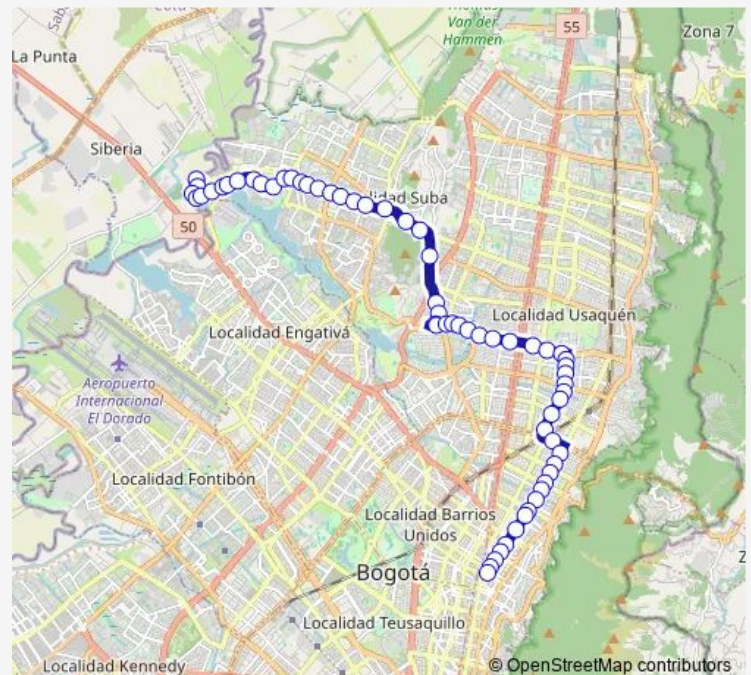 Van der
Hammen
55
Zona 7
La Punta
Siberia
lidad Suba
50
Localidad Usaquén
Localidad Engativá
Aeropuerto
Internacional
El Dorado
Localidad Fontibón
Localidad Barrios
Unidos
Bogotá
Z
Localidad Teusaquillo
Localidad Kennedy
© OpenStreetMap contributors